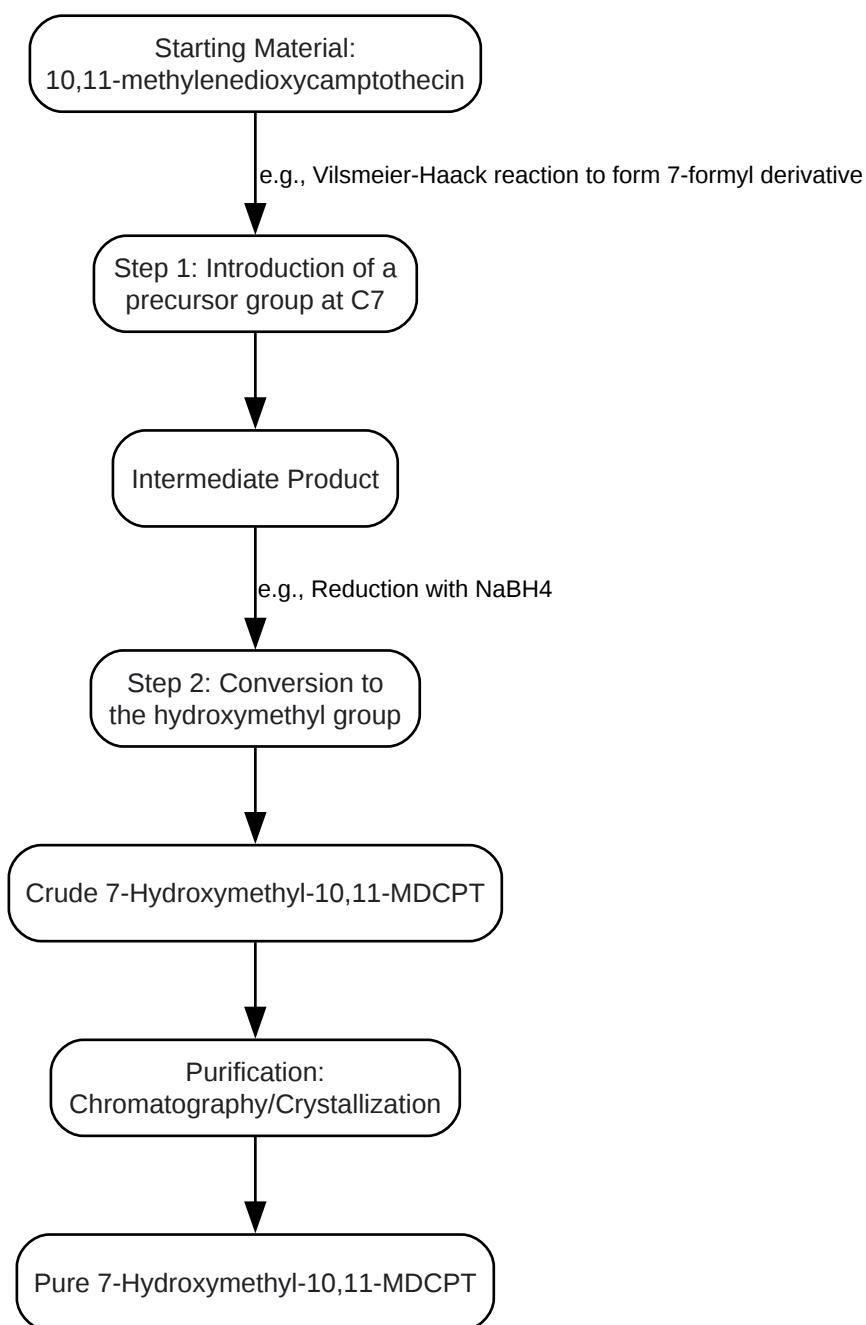 Starting Material:
10,11-methylenedioxycamptothecin
e.g., Vilsmeier-Haack reaction to form 7-formyl derivative
Step 1: Introduction of a
precursor group at C7
Intermediate Product
e.g., Reduction with NaBH4
Step 2: Conversion to
the hydroxymethyl group
Crude 7-Hydroxymethyl-10,11-MDCPT
Purification:
Chromatography/Crystallization
Pure 7-Hydroxymethyl-10,11-MDCPT